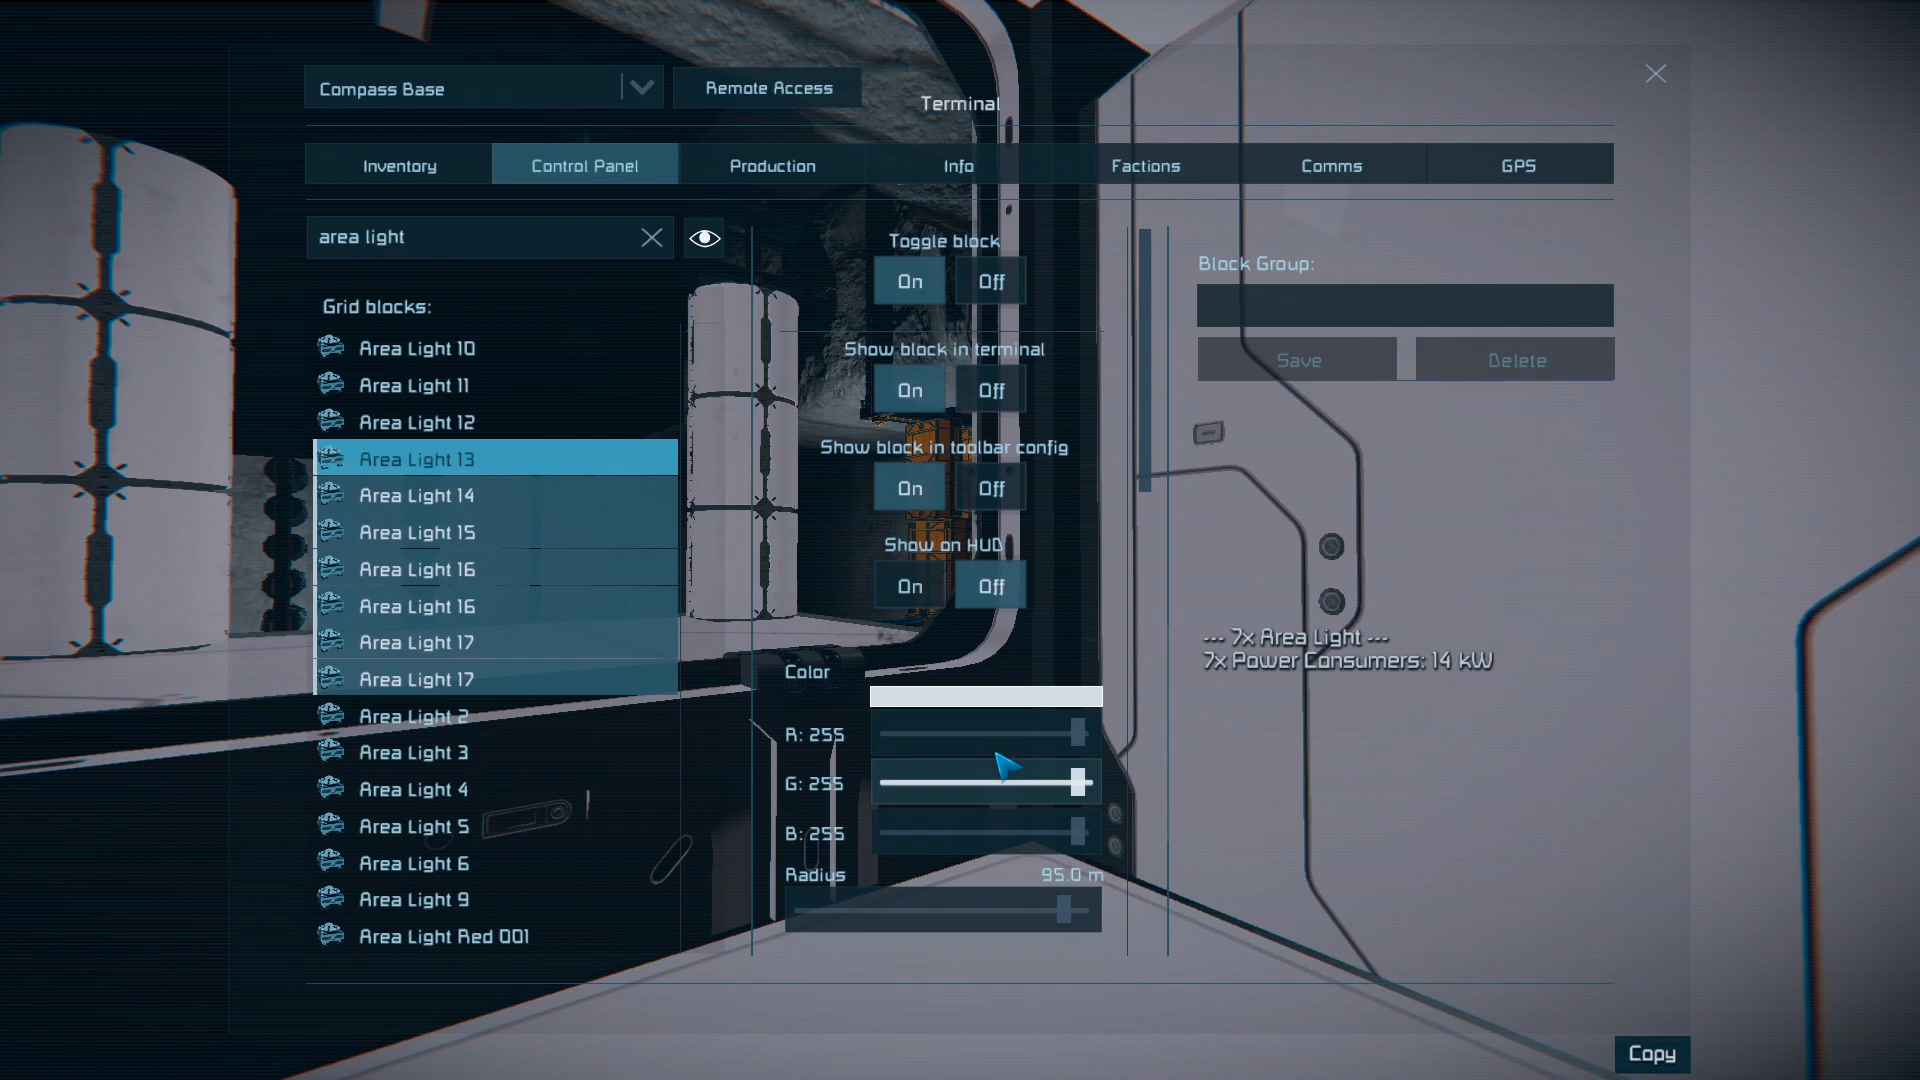 Compass Base
Remote Access
Terminal
Inventory
Control Panel
Production
Info
Factions
Comms
GPS
area light
Grid blocks:
Area Light 10
Area Light 11
Area Light 12
Area Light 13
Area Light 14
Area Light 15
Area Light 16
Area Light 16
Area Light 17
Area Light 17
Area Light 2
Area Light 3
Area Light 4
Area Light 5
Area Light 6
Area Light 9
Area Light Red 001
Toggle block
On Off
Show block in terminal
On Off
Show block in toolbar config
On Off
Show on HUD
On Off
Color
R: 255
G: 255
B: 255
Radius 95.0 m
Block Group:
Save Delete
--- 7x Area Light ---
7x Power Consumers: 14 kW
Copy